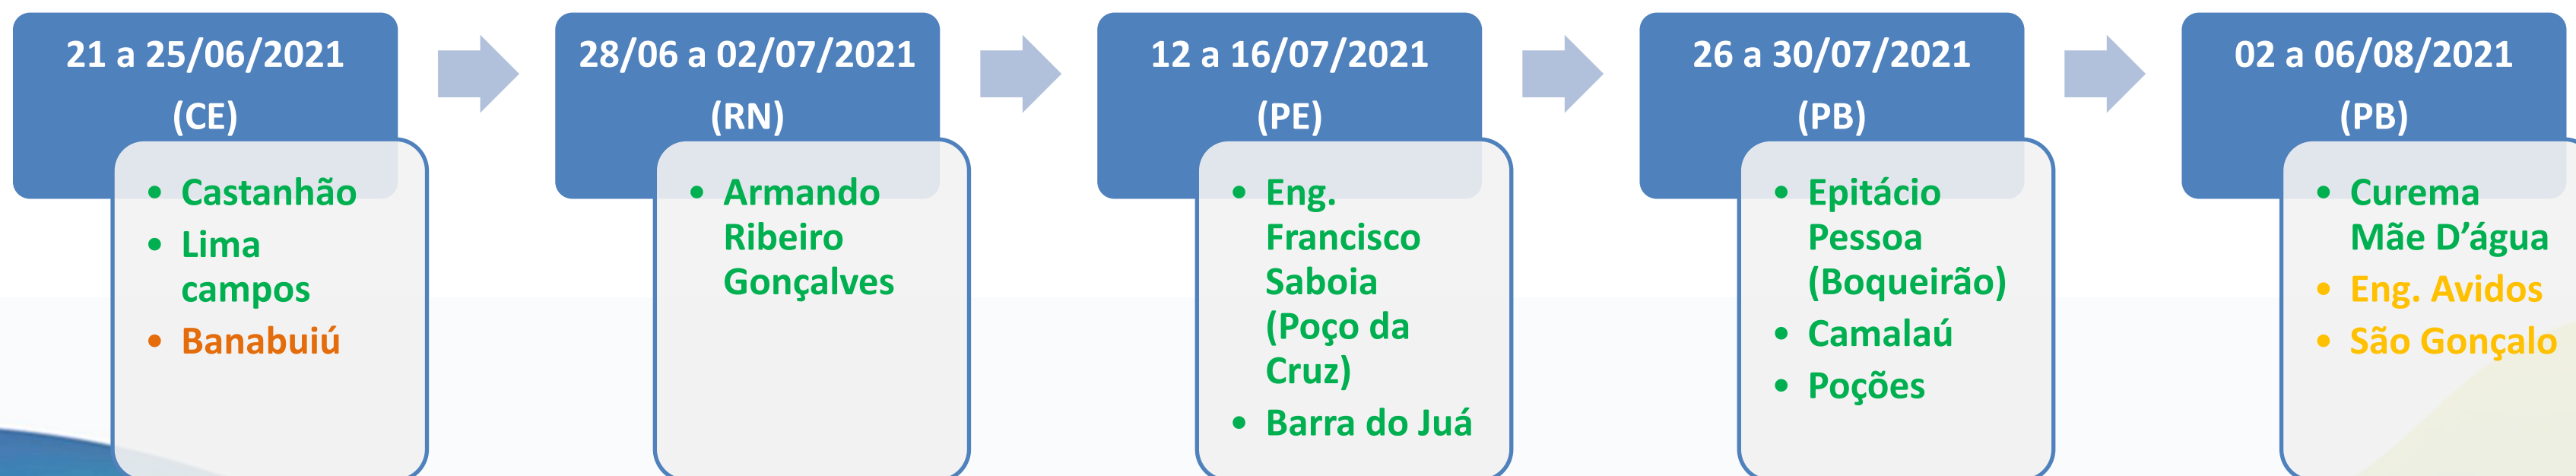 21 a 25/06/2021
(CE)
• Castanhão
• Lima
campos
• Banabuiú
28/06 a 02/07/2021
(RN)
• Armando
Ribeiro
Gonçalves
12 a 16/07/2021
(PE)
• Eng.
Francisco
Saboia
(Poço da
Cruz)
• Barra do Juá
26 a 30/07/2021
(PB)
• Epitácio
Pessoa
(Boqueirão)
• Camalaú
• Poções
02 a 06/08/2021
(PB)
• Curema
Mãe D’água
• Eng. Avidos
• São Gonçalo